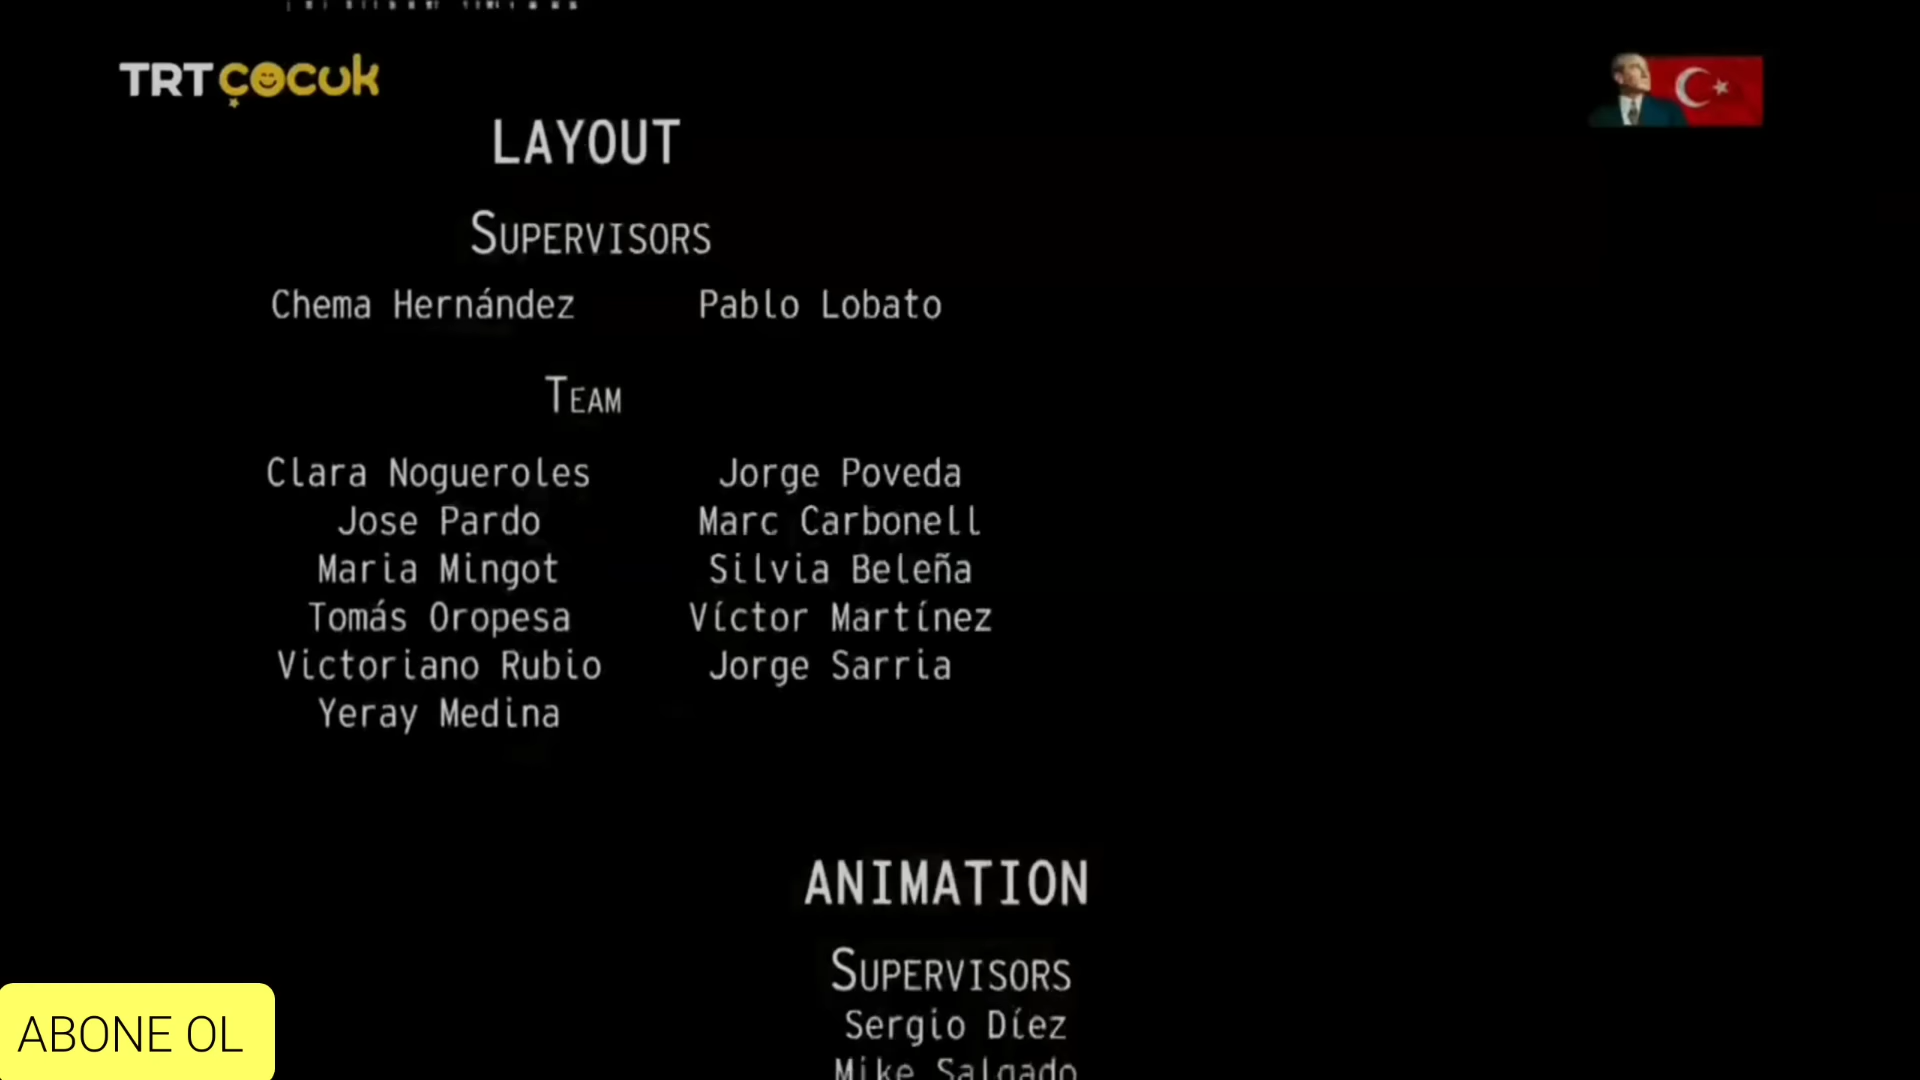 TRT çocuk
LAYOUT
SUPERVISORS
Chema Hernández Pablo Lobato
TEAM
Clara Nogueroles Jorge Poveda
Jose Pardo Marc Carbonell
Maria Mingot Silvia Beleña
Tomás Oropesa Víctor Martínez
Victoriano Rubio Jorge Sarria
Yeray Medina
ANIMATION
SUPERVISORS
Sergio Díez
Mike Salgado
ABONE OL